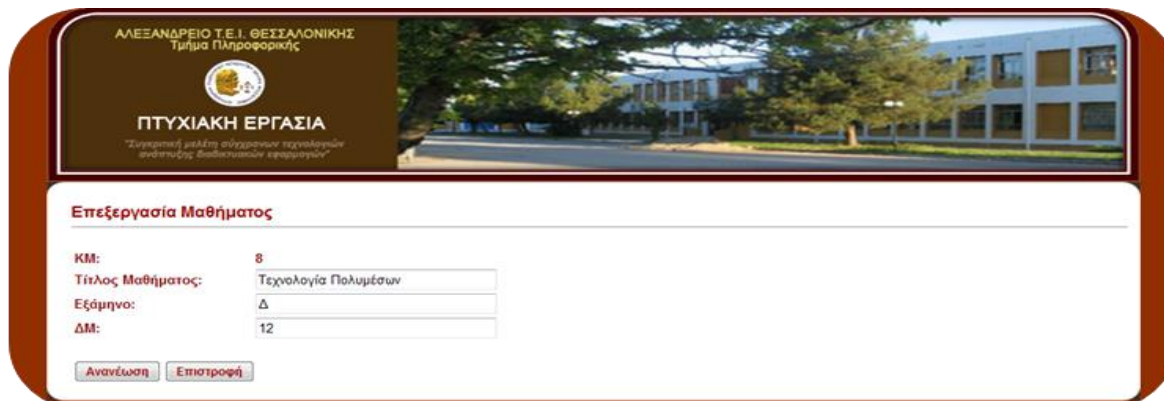 ΑΛΕΞΑΝΔΡΕΙΟ Τ.Ε.Ι. ΘΕΣΣΑΛΟΝΙΚΗΣ
Τμήμα Πληροφορικής
ΠΤΥΧΙΑΚΗ ΕΡΓΑΣΙΑ
"Συγκριτική μελέτη σύγχρονων τεχνολογιών
ανάπτυξης διαδικτυακών εφαρμογών"
Επεξεργασία Μαθήματος
ΚΜ: 8
Τίτλος Μαθήματος: Τεχνολογία Πολυμέσων
Εξάμηνο: Δ
ΔΜ: 12
Ανανέωση Επιστροφή